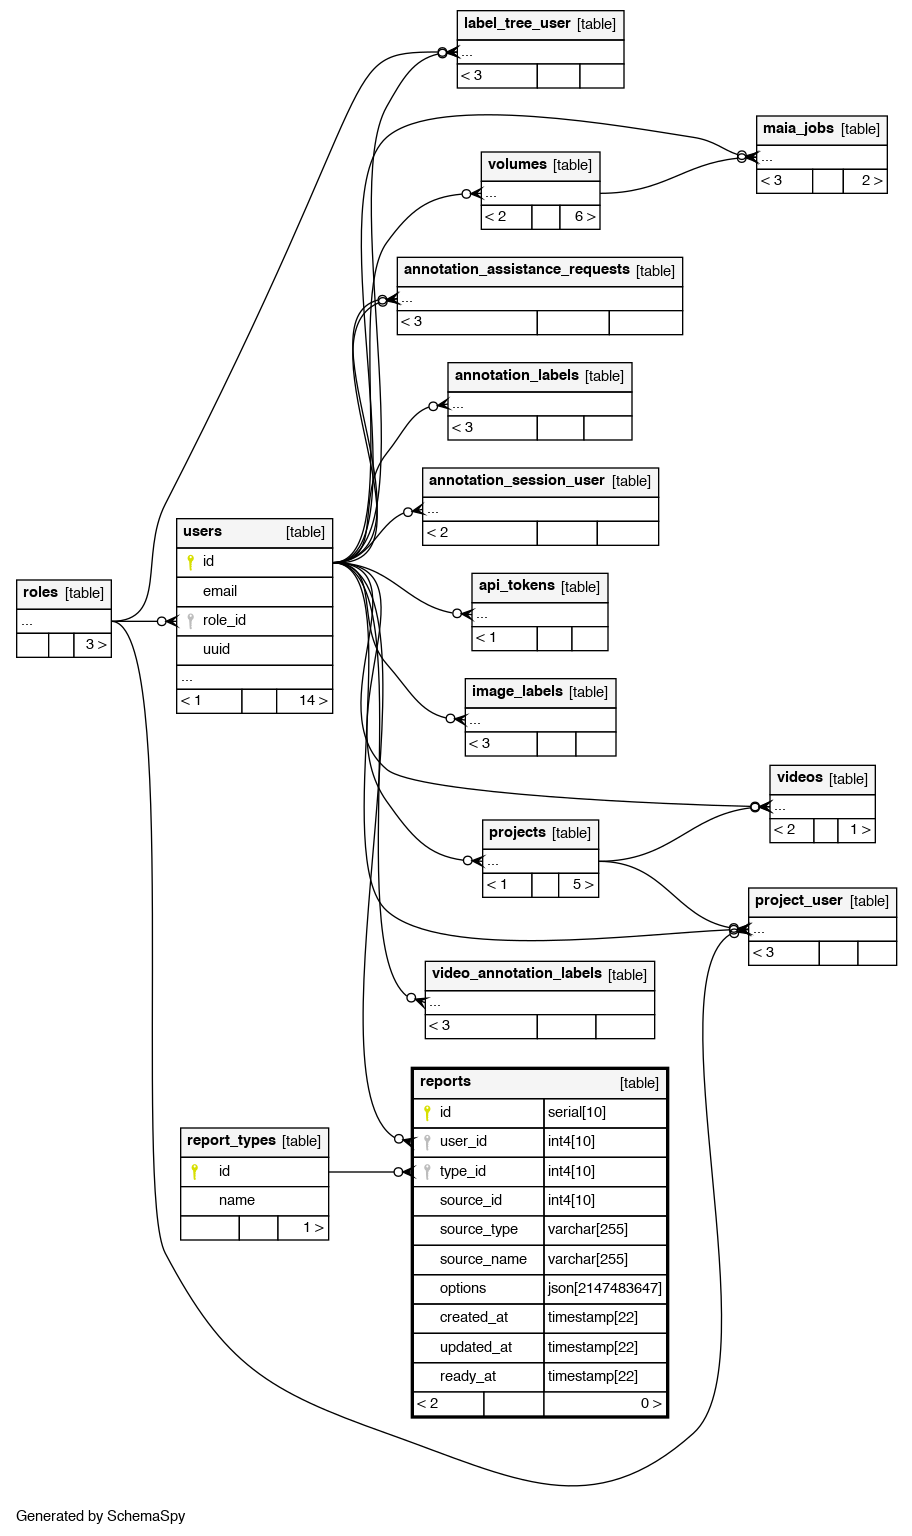 label_tree_user [table]
...
< 3
maia_jobs [table]
...
< 3 2 >
volumes [table]
...
< 2 6 >
annotation_assistance_requests [table]
...
< 3
annotation_labels [table]
...
< 3
annotation_session_user [table]
...
< 2
users [table]
id
email
role_id
uuid
...
< 1 14 >
roles [table]
...
3 >
api_tokens [table]
...
< 1
image_labels [table]
...
< 3
videos [table]
...
< 2 1 >
projects [table]
...
< 1 5 >
project_user [table]
...
< 3
video_annotation_labels [table]
...
< 3
reports [table]
id serial[10]
user_id int4[10]
type_id int4[10]
source_id int4[10]
source_type varchar[255]
source_name varchar[255]
options json[2147483647]
created_at timestamp[22]
updated_at timestamp[22]
ready_at timestamp[22]
< 2 0 >
report_types [table]
id
name
1 >
Generated by SchemaSpy